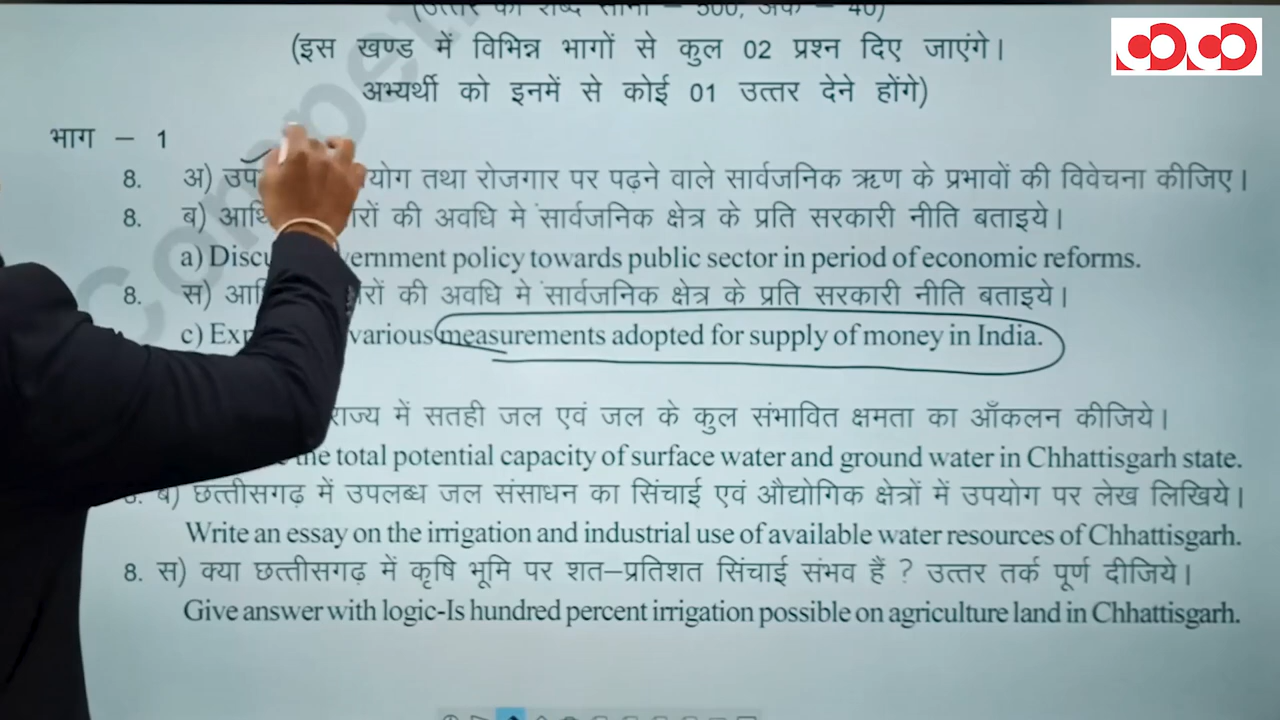 (उत्तर की शब्द सीमा – 500, अंक – 40)
(इस खण्ड में विभिन्न भागों से कुल 02 प्रश्न दिए जाएंगे।
अभ्यर्थी को इनमें से कोई 01 उत्तर देने होंगे)
भाग – 1
8. अ) तथा रोजगार पर पढ़ने वाले सार्वजनिक ऋण के प्रभावों की विवेचना कीजिए।
8. ब) की अवधि मे सार्वजनिक क्षेत्र के प्रति सरकारी नीति बताइये।
a) policy towards public sector in period of economic reforms.
8. स) की अवधि मे सार्वजनिक क्षेत्र के प्रति सरकारी नीति बताइये।
c) various measurements adopted for supply of money in India.
राज्य में सतही जल एवं जल के कुल संभावित क्षमता का आँकलन कीजिये।
the total potential capacity of surface water and ground water in Chhattisgarh state.
8. ब) छत्तीसगढ़ में उपलब्ध जल संसाधन का सिंचाई एवं औद्योगिक क्षेत्रों में उपयोग पर लेख लिखिये।
Write an essay on the irrigation and industrial use of available water resources of Chhattisgarh.
8. स) क्या छत्तीसगढ़ में कृषि भूमि पर शत–प्रतिशत सिंचाई संभव हैं ? उत्तर तर्क पूर्ण दीजिये।
Give answer with logic-Is hundred percent irrigation possible on agriculture land in Chhattisgarh.